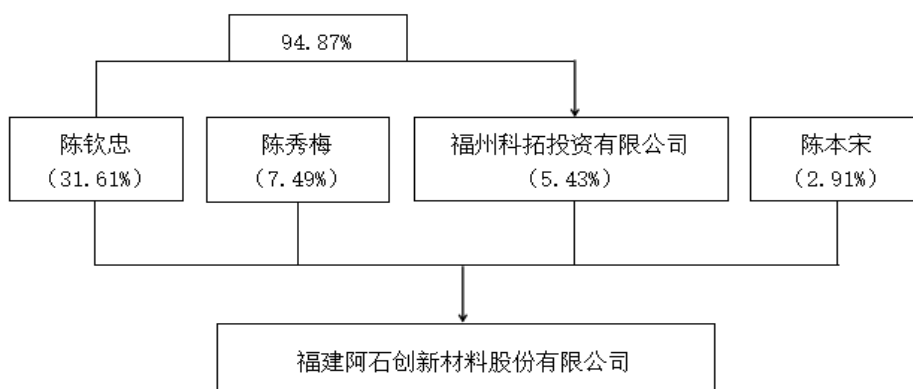 94.87%
陈钦忠
（31.61%）
陈秀梅
（7.49%）
福州科拓投资有限公司
（5.43%）
陈本宋
（2.91%）
福建阿石创新材料股份有限公司